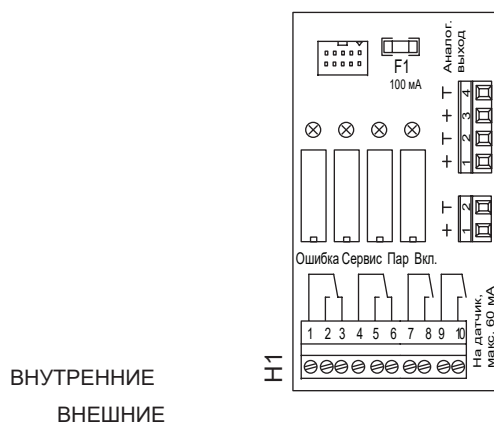 Аналог.
выход
F1
100 мА
4
3
2
1
2
1
Ошибка Сервис Пар Вкл.
1 2 3 4 5 6 7 8 9 10
На датчик,
макс. 60 мА
H1
ВНУТРЕННИЕ
ВНЕШНИЕ